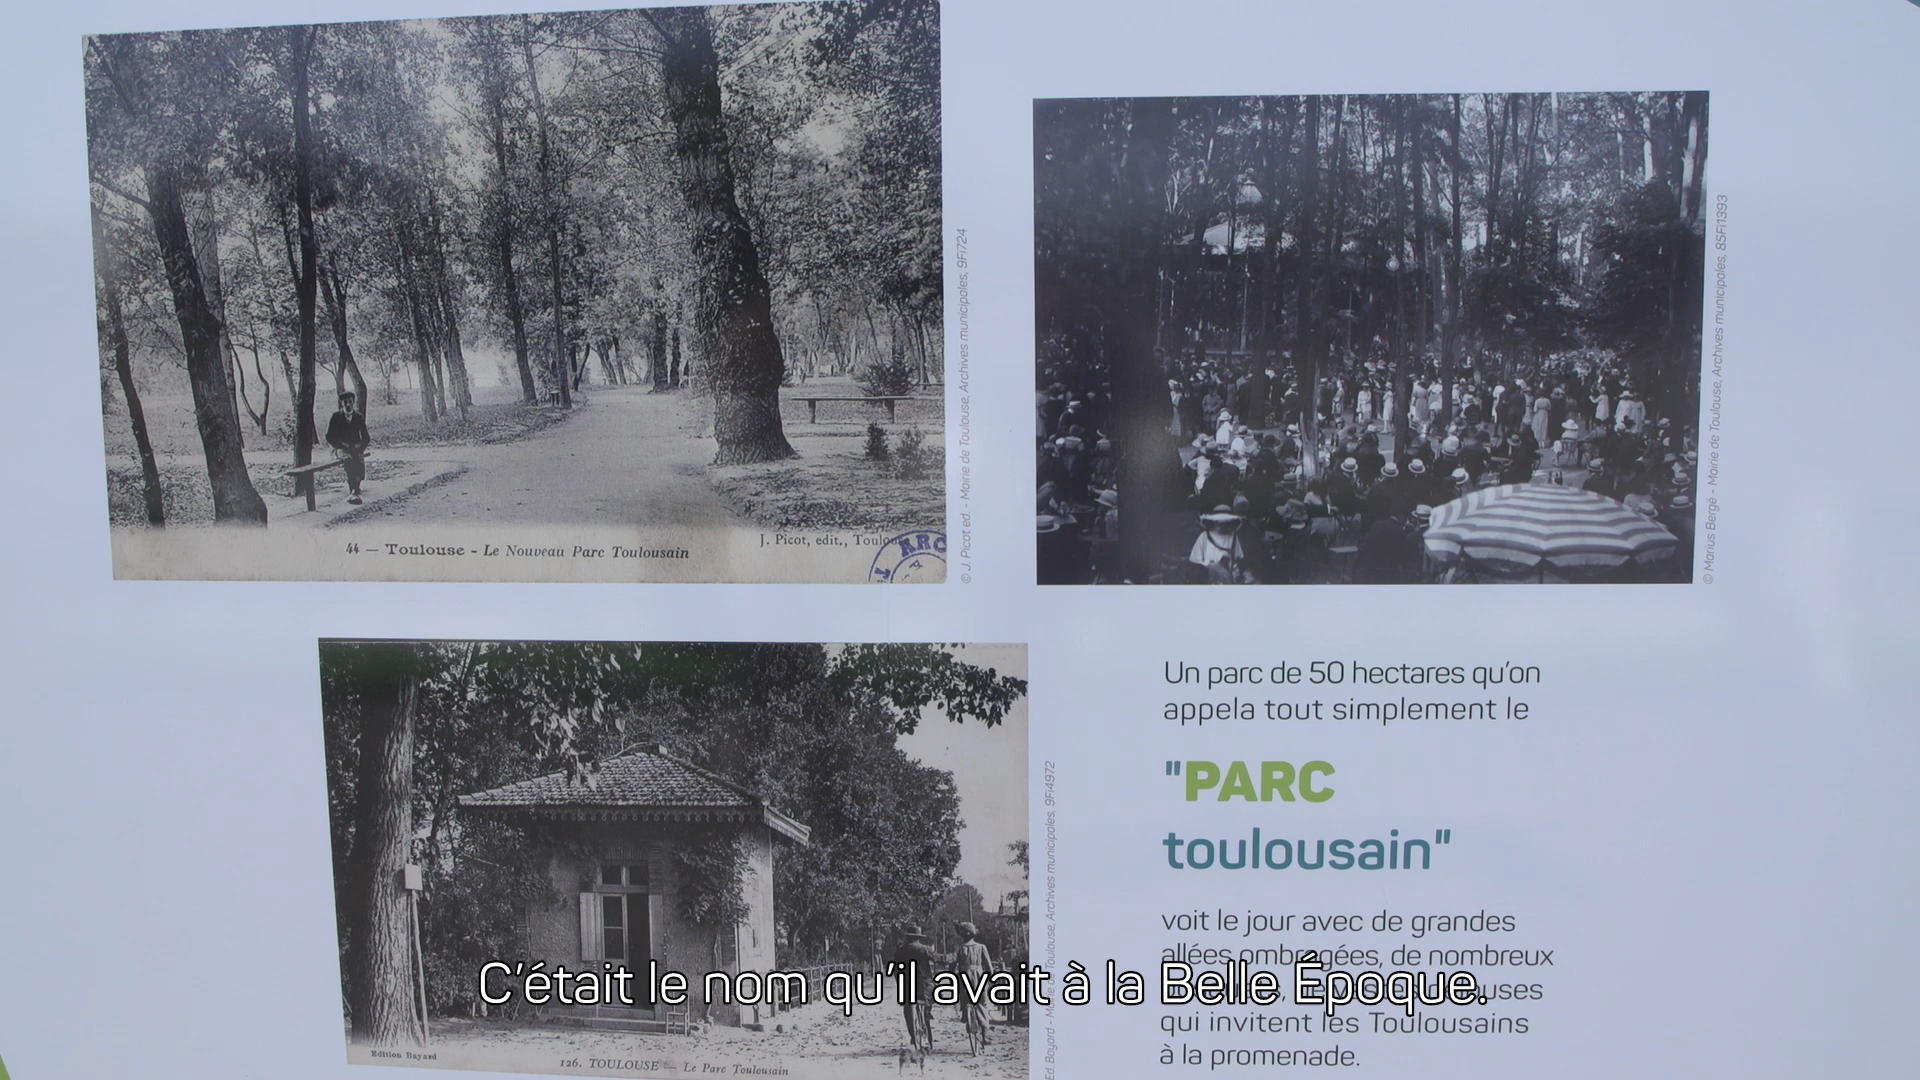 44 — Toulouse - Le Nouveau Parc Toulousain
J. Picot, edit., Toulou
ARC
© J. Picot ed. - Mairie de Toulouse, Archives municipales, 9Fi724
© Marius Bergé - Mairie de Toulouse, Archives municipales, 85Fi1393
Edition Bayard
126. TOULOUSE — Le Parc Toulousain
Ed. Bayard - Mairie de Toulouse, Archives municipales, 9Fi4972
Un parc de 50 hectares qu'on
appela tout simplement le
"PARC
toulousain"
voit le jour avec de grandes
allées ombragées, de nombreux
qui invitent les Toulousains
à la promenade.
C'était le nom qu'il avait à la Belle Époque.